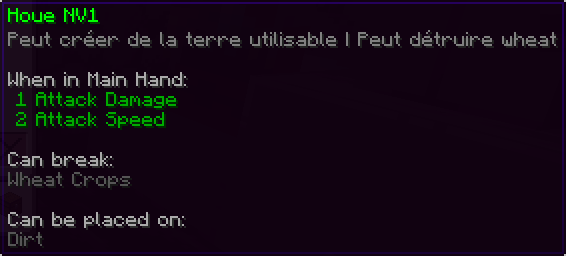 Houe NV1
Peut créer de la terre utilisable | Peut détruire wheat
When in Main Hand:
1 Attack Damage
2 Attack Speed
Can break:
Wheat Crops
Can be placed on:
Dirt